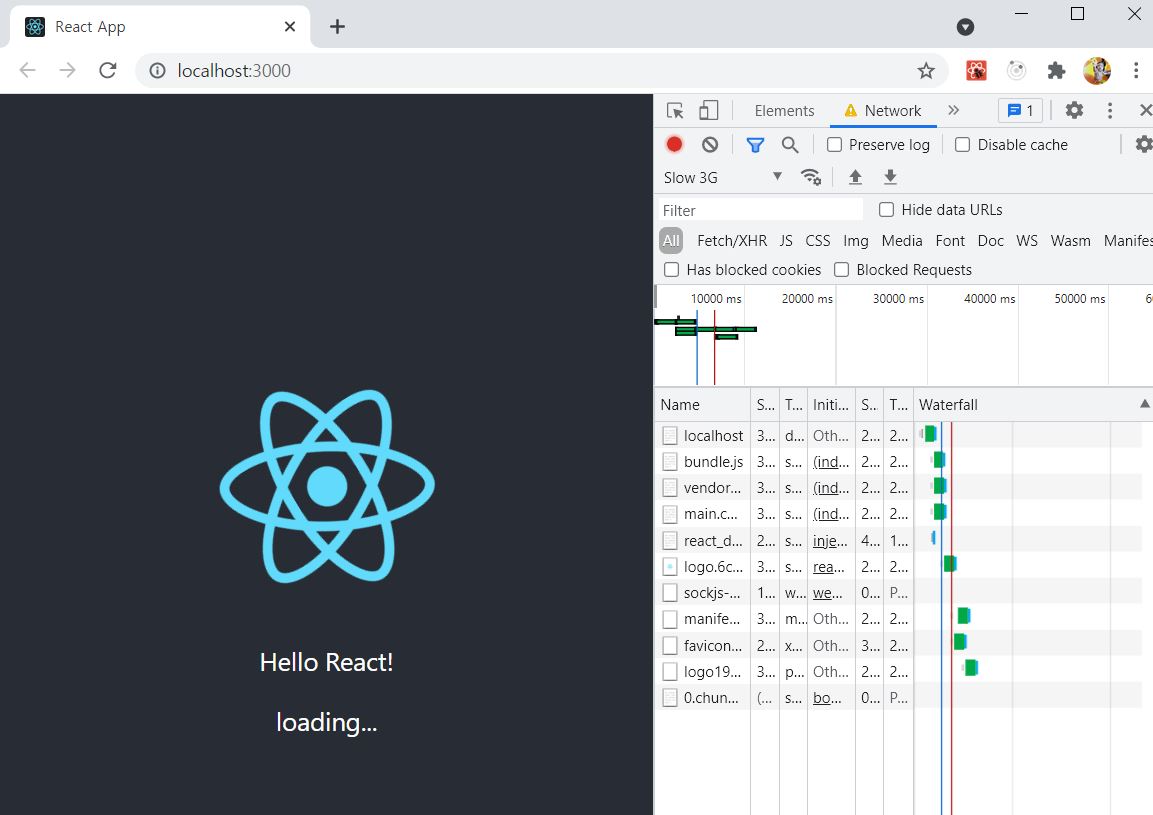 React App
localhost:3000
Elements Network 1
Preserve log Disable cache
Slow 3G
Filter Hide data URLs
All Fetch/XHR JS CSS Img Media Font Doc WS Wasm Manifes
Has blocked cookies Blocked Requests
10000 ms 20000 ms 30000 ms 40000 ms 50000 ms 6
Name S... T... Initi... S.. T... Waterfall
localhost 3... d... Oth... 2... 2...
bundle.js 3... s... (ind... 2... 2...
vendor... 3... s... (ind... 2... 2...
main.c... 3... s... (ind... 2... 2...
react_d... 2... s... inje... 4... 1...
logo.6c... 3... s... rea... 2... 2...
sockjs-... 1... w... we... 0... P...
manife... 3... m... Oth... 2... 2...
favicon... 2... x... Oth... 3... 2...
logo19... 3... p... Oth... 2... 2...
0.chun... (... s... bo... 0... P...
Hello React!
loading...